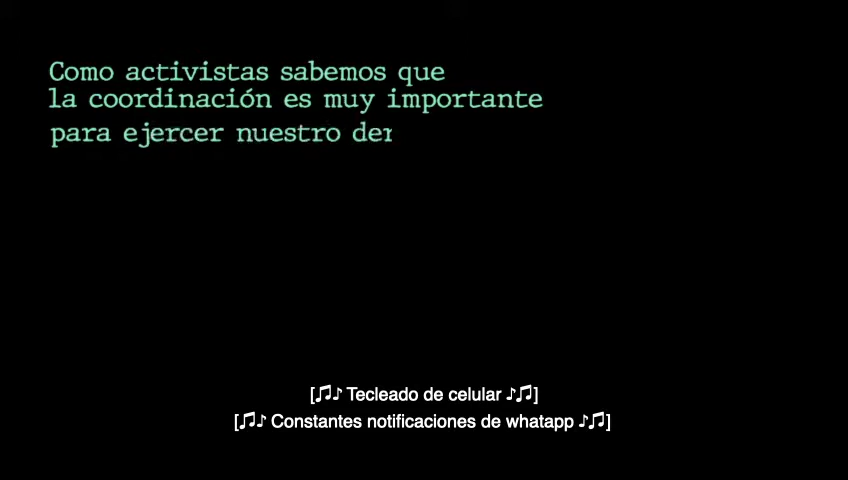 Como activistas sabemos que
la coordinación es muy importante
para ejercer nuestro der
[♫♪ Tecleado de celular ♪♫]
[♫♪ Constantes notificaciones de whatapp ♪♫]